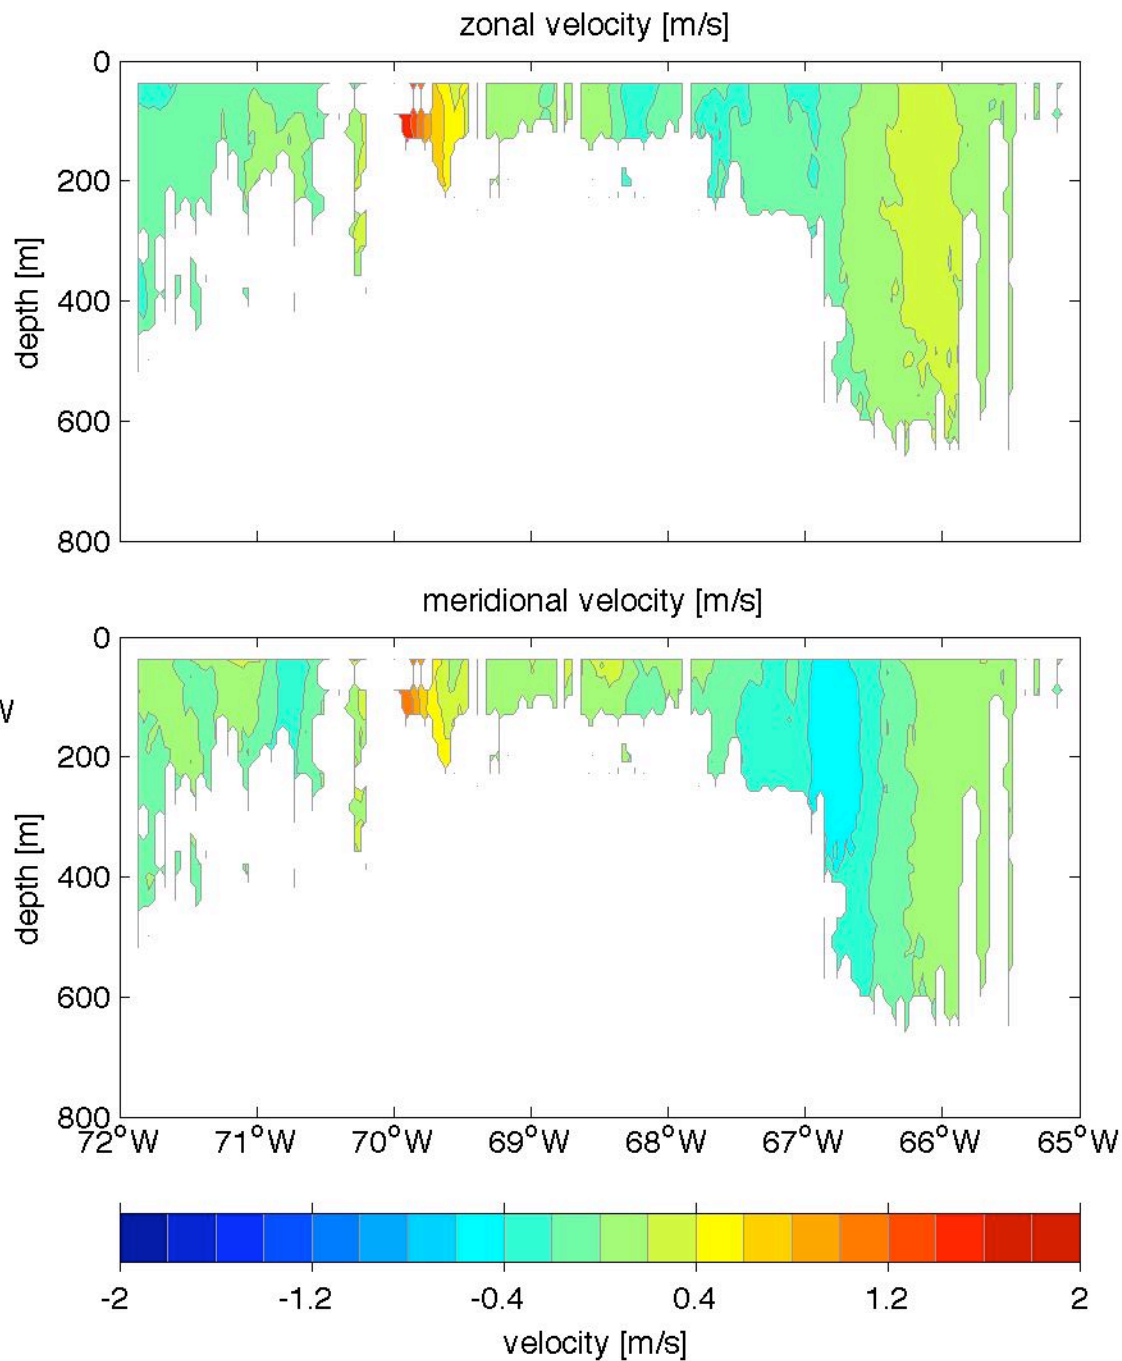 zonal velocity [m/s]
0
200
400
600
800
depth [m]
meridional velocity [m/s]
0
200
400
600
800
depth [m]
W
72°W 71°W 70°W 69°W 68°W 67°W 66°W 65°W
-2 -1.2 -0.4 0.4 1.2 2
velocity [m/s]